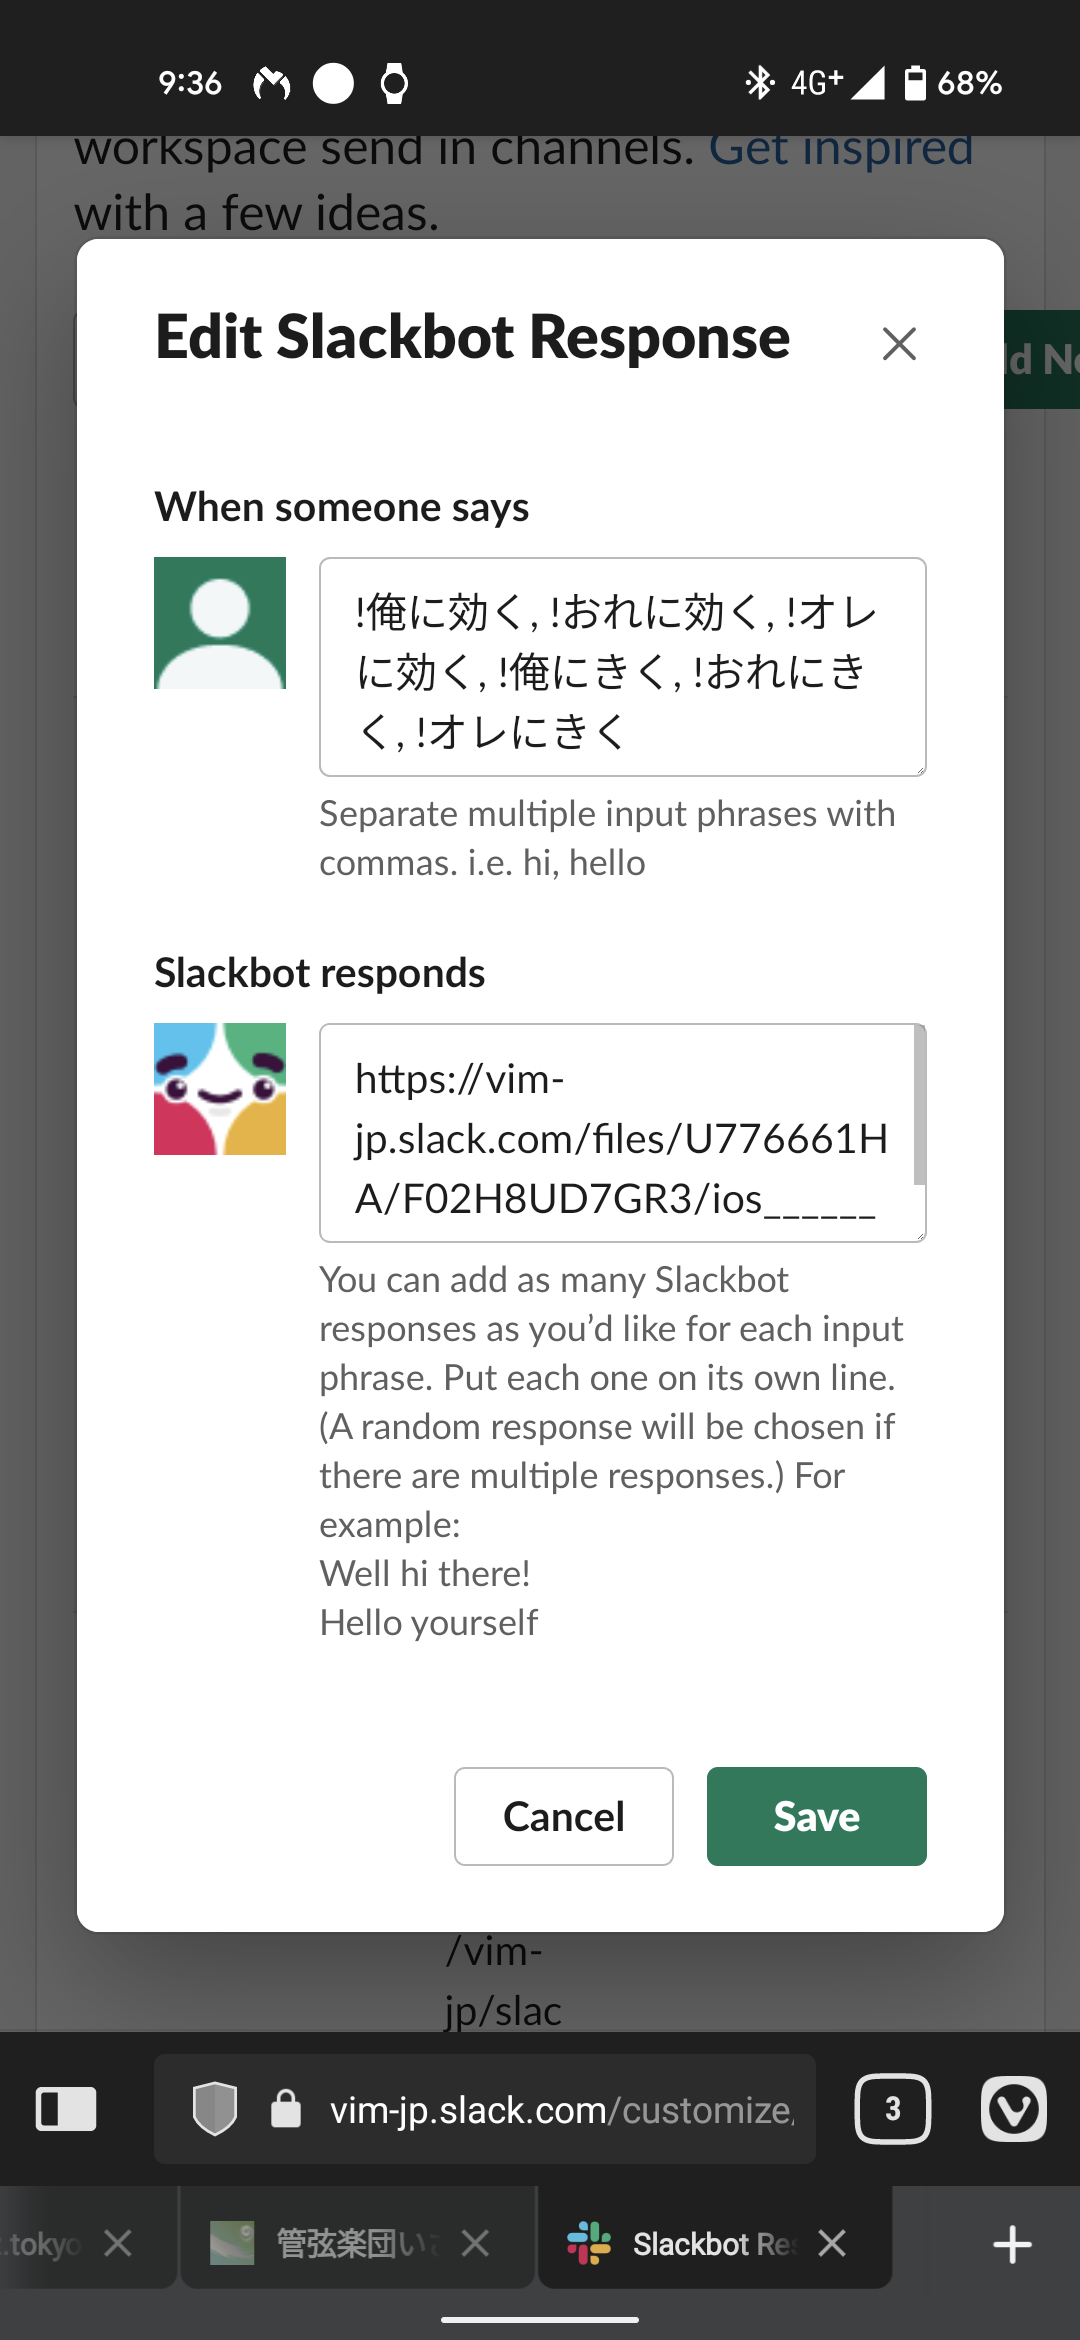 9:36
4G+
68%
workspace send in channels. Get inspired
with a few ideas.
Edit Slackbot Response
ld Ne
When someone says
!俺に効く, !おれに効く, !オレ
に効く, !俺にきく, !おれにき
く, !オレにきく
Separate multiple input phrases with
commas. i.e. hi, hello
Slackbot responds
https://vim-
jp.slack.com/files/U776661H
A/F02H8UD7GR3/ios______
You can add as many Slackbot
responses as you’d like for each input
phrase. Put each one on its own line.
(A random response will be chosen if
there are multiple responses.) For
example:
Well hi there!
Hello yourself
Cancel
Save
/vim-
jp/slac
vim-jp.slack.com/customize/
3
.tokyo
管弦楽団い
Slackbot Res